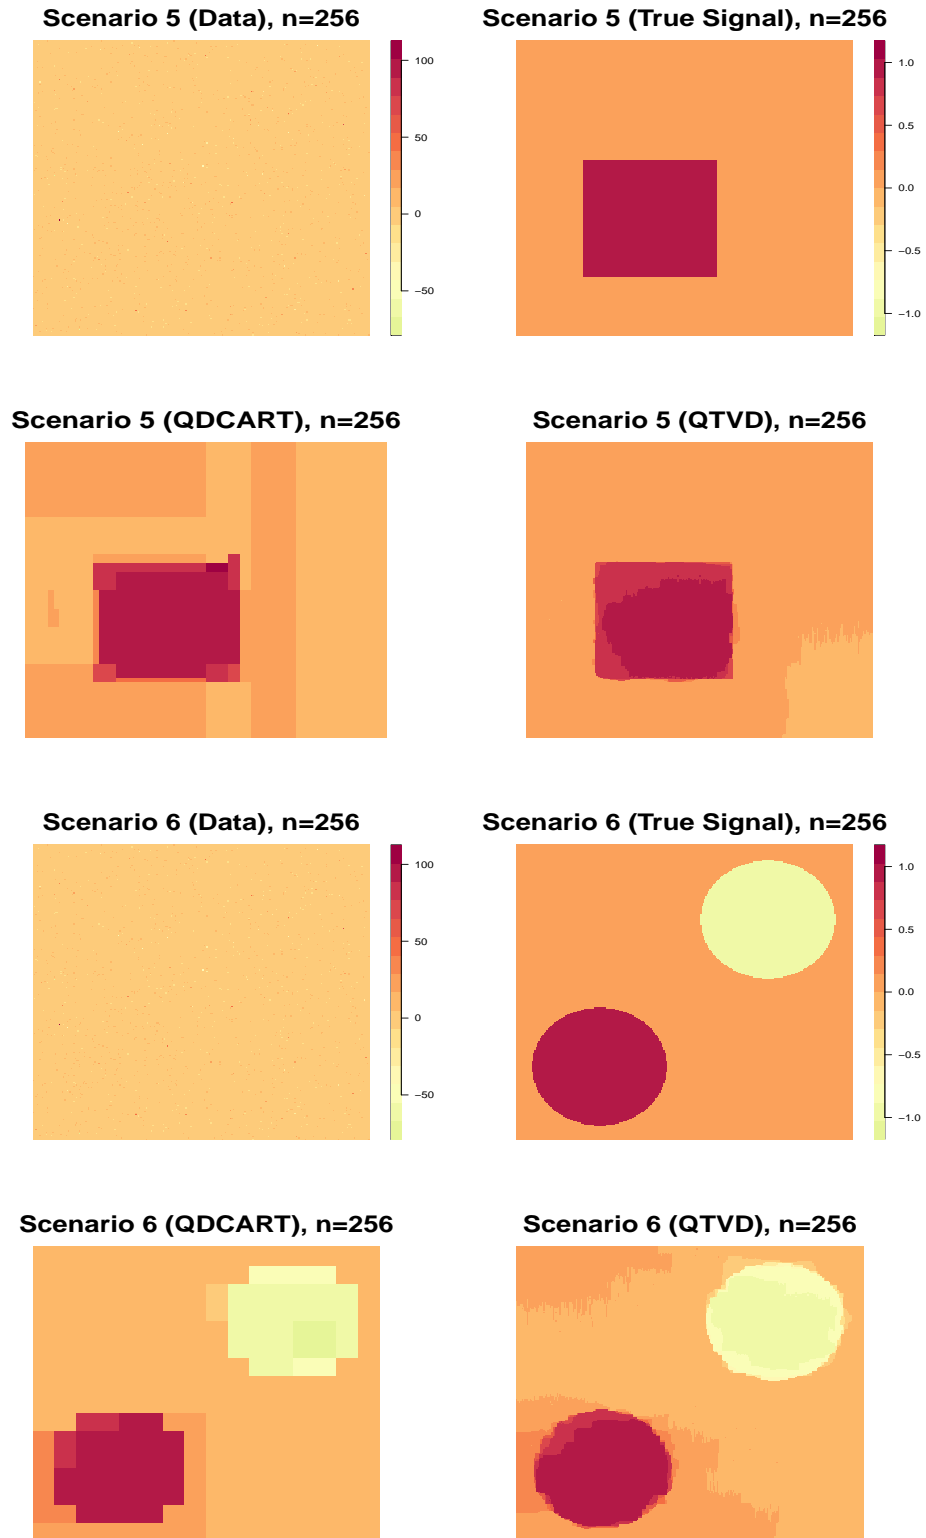 Scenario 5 (Data), n=256
100
50
0
−50
Scenario 5 (True Signal), n=256
1.0
0.5
0.0
−0.5
−1.0
Scenario 5 (QDCART), n=256
Scenario 5 (QTVD), n=256
Scenario 6 (Data), n=256
100
50
0
−50
Scenario 6 (True Signal), n=256
1.0
0.5
0.0
−0.5
−1.0
Scenario 6 (QDCART), n=256
Scenario 6 (QTVD), n=256